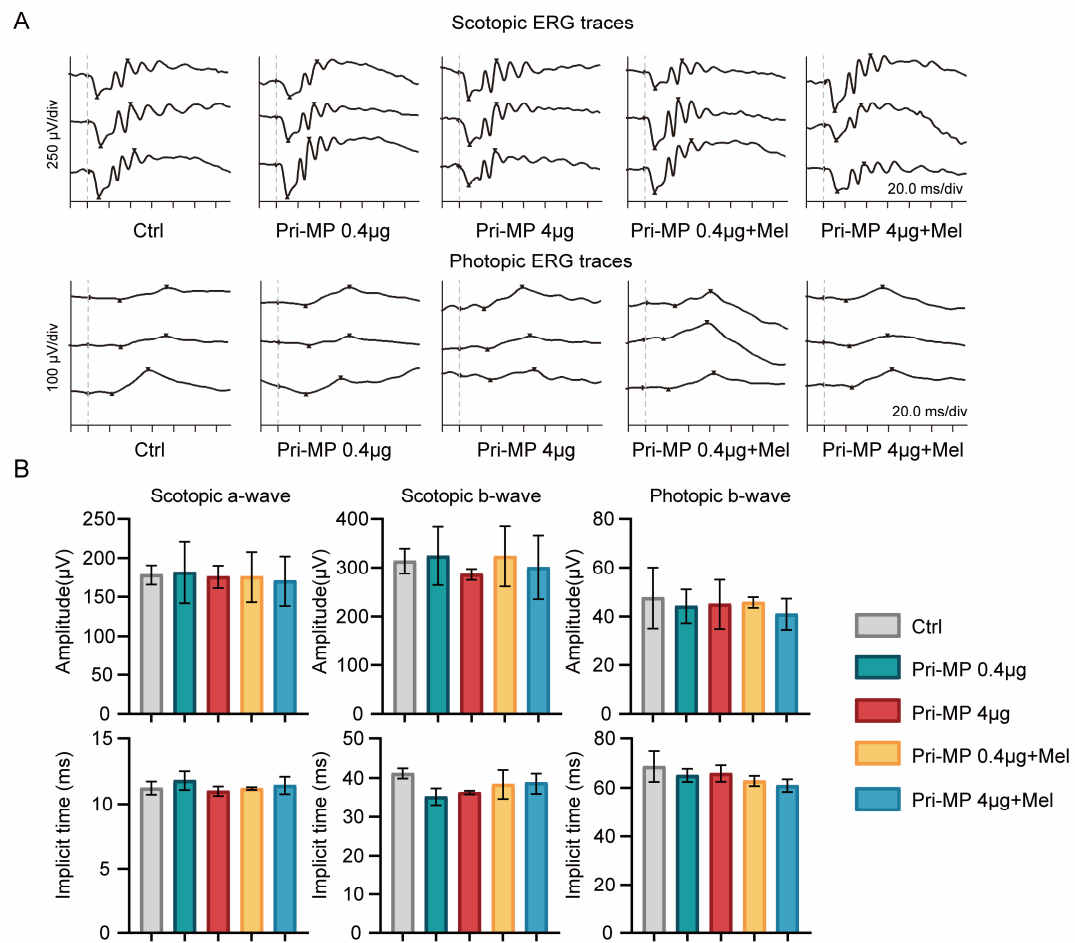 A
Scotopic ERG traces
250 µV/div
20.0 ms/div
Ctrl
Pri-MP 0.4µg
Pri-MP 4µg
Pri-MP 0.4µg+Mel
Pri-MP 4µg+Mel
Photopic ERG traces
100 µV/div
20.0 ms/div
Ctrl
Pri-MP 0.4µg
Pri-MP 4µg
Pri-MP 0.4µg+Mel
Pri-MP 4µg+Mel
B
Scotopic a-wave
Amplitude(µV)
250
200
150
100
50
0
Scotopic b-wave
Amplitude(µV)
400
300
200
100
0
Photopic b-wave
Amplitude(µV)
80
60
40
20
0
Implicit time (ms)
15
10
5
0
Implicit time (ms)
50
40
30
20
10
0
Implicit time (ms)
80
60
40
20
0
Ctrl
Pri-MP 0.4µg
Pri-MP 4µg
Pri-MP 0.4µg+Mel
Pri-MP 4µg+Mel